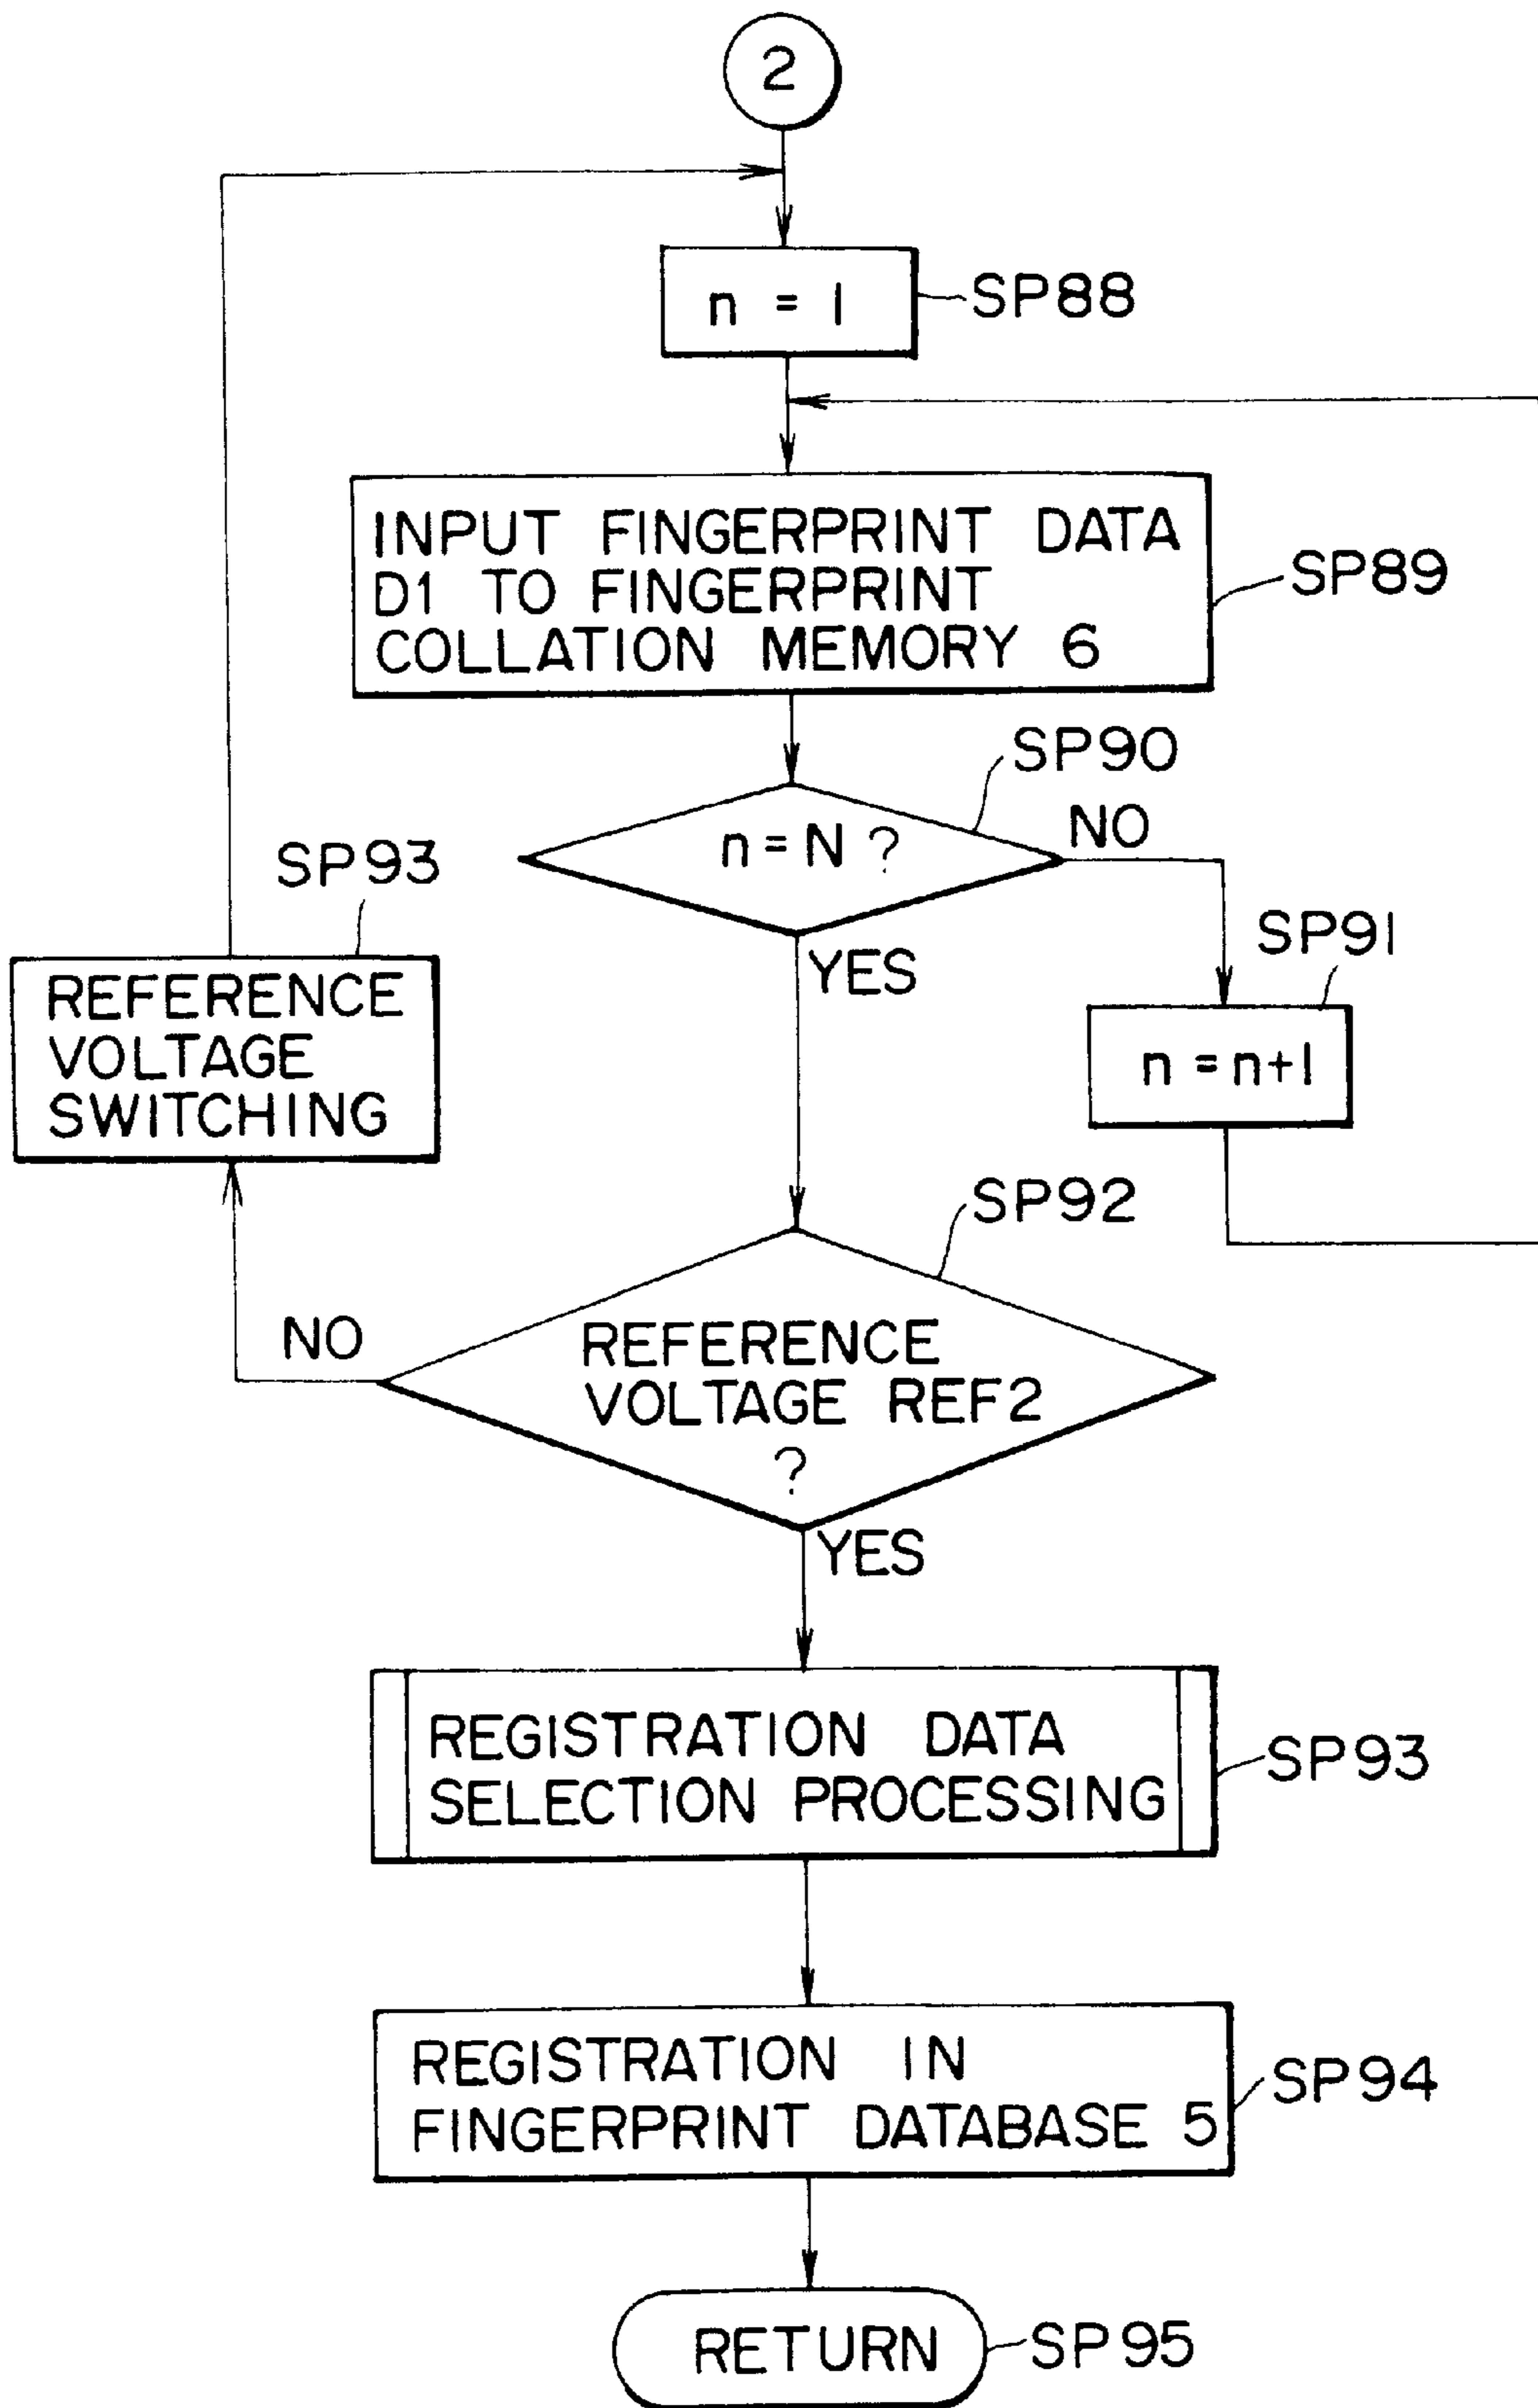 2
n = 1
SP88
INPUT FINGERPRINT DATA
D1 TO FINGERPRINT
COLLATION MEMORY 6
SP89
SP90
n=N ?
NO
YES
SP91
n=n+1
SP93
REFERENCE
VOLTAGE
SWITCHING
SP92
NO
REFERENCE
VOLTAGE REF2
?
YES
REGISTRATION DATA
SELECTION PROCESSING
SP93
REGISTRATION IN
FINGERPRINT DATABASE 5
SP94
RETURN
SP95